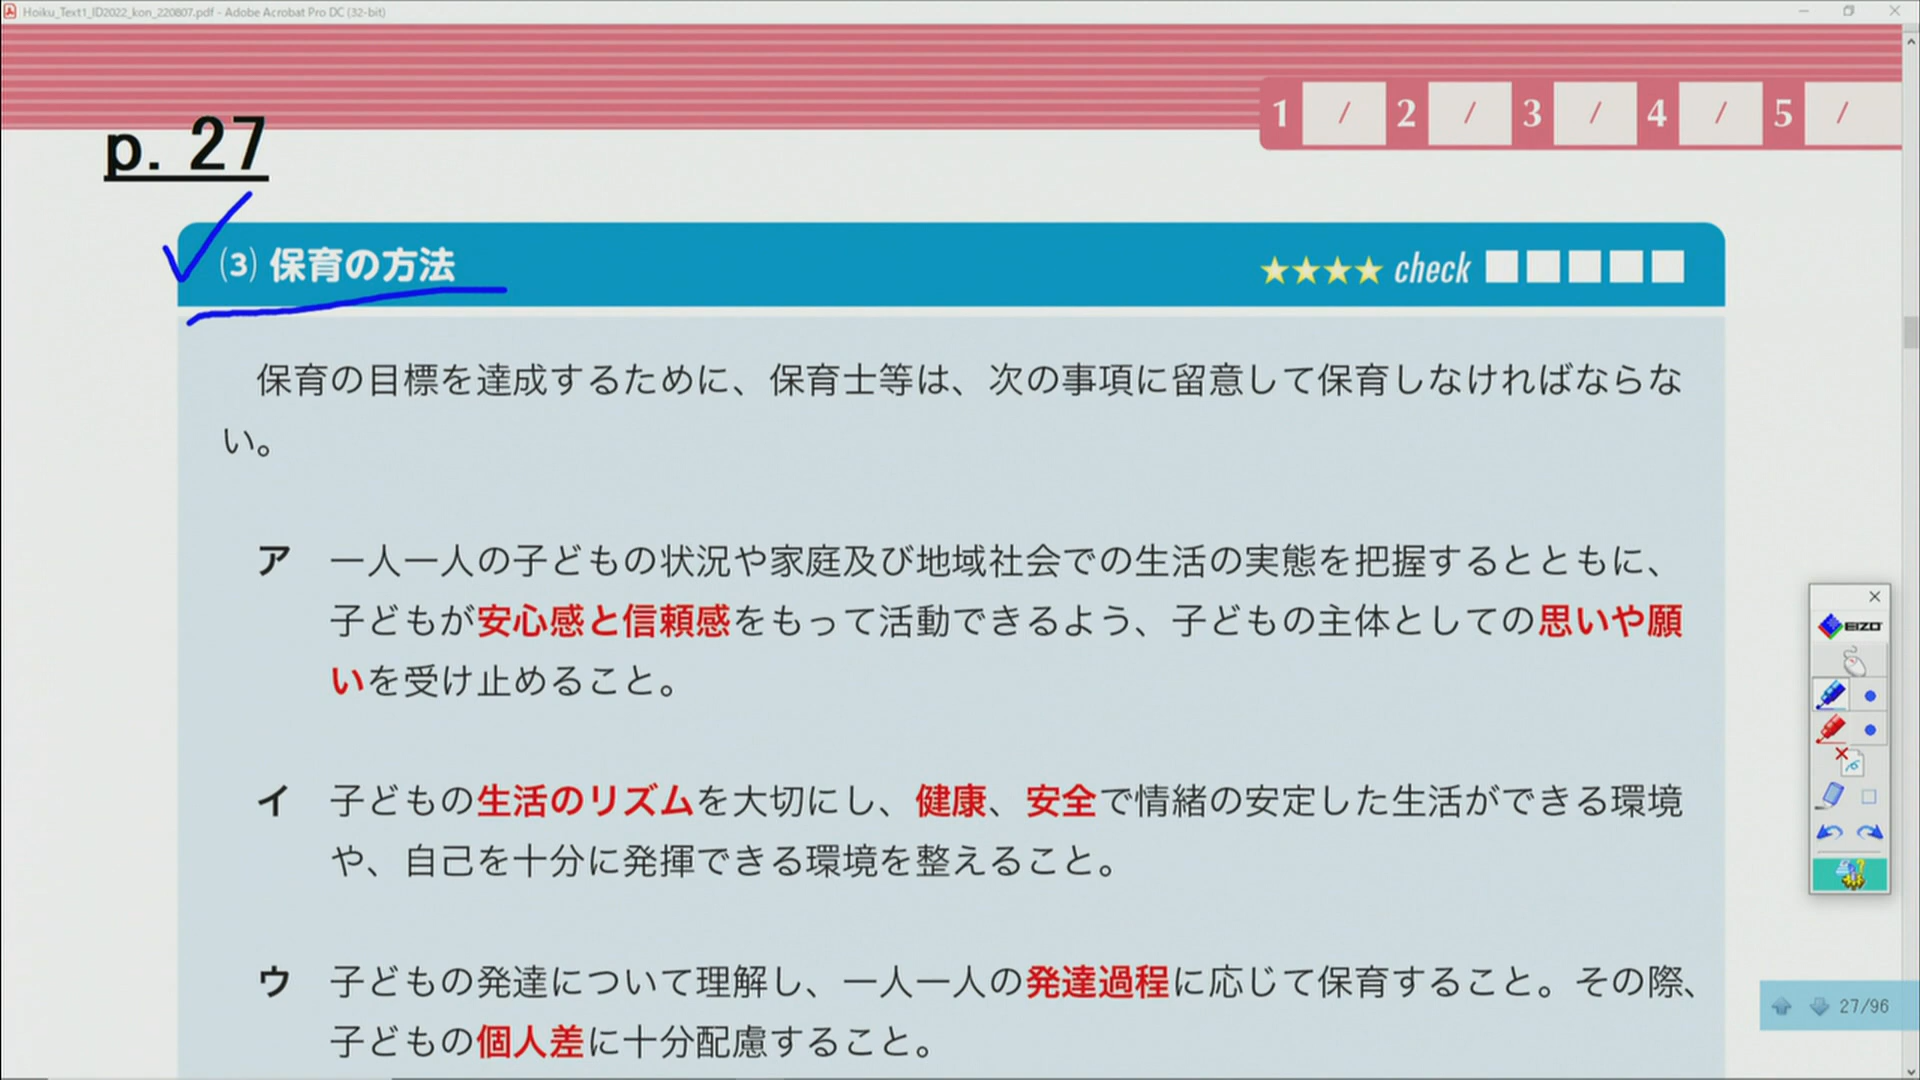 Hoiku_Text1_ID2022_kon_220807.pdf - Adobe Acrobat Pro DC (32-bit)
1 / 2 / 3 / 4 / 5 /
p. 27
(3) 保育の方法 ★★★★ check □□□□□
保育の目標を達成するために、保育士等は、次の事項に留意して保育しなければならな
い。
ア 一人一人の子どもの状況や家庭及び地域社会での生活の実態を把握するとともに、
子どもが安心感と信頼感をもって活動できるよう、子どもの主体としての思いや願
いを受け止めること。
イ 子どもの生活のリズムを大切にし、健康、安全で情緒の安定した生活ができる環境
や、自己を十分に発揮できる環境を整えること。
ウ 子どもの発達について理解し、一人一人の発達過程に応じて保育すること。その際、
子どもの個人差に十分配慮すること。
EIZO
27/96